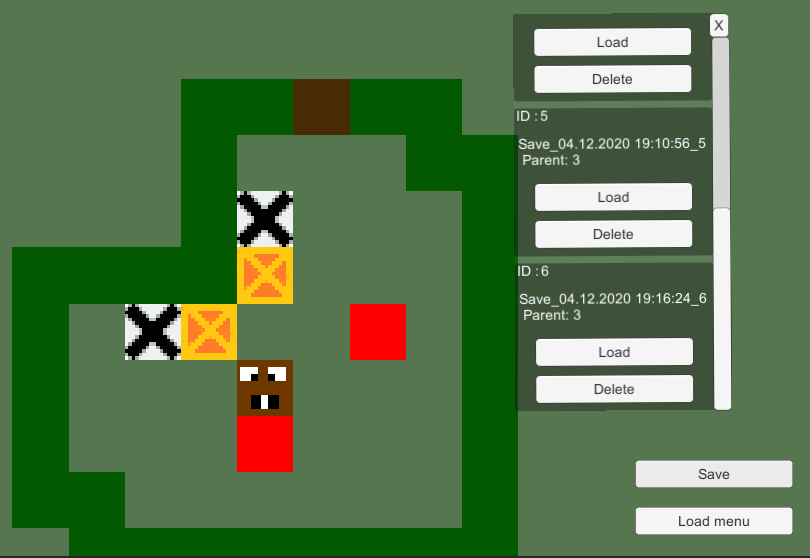 X
Load
Delete
ID : 5
Save_04.12.2020 19:10:56_5
Parent: 3
Load
Delete
ID : 6
Save_04.12.2020 19:16:24_6
Parent: 3
Load
Delete
Save
Load menu